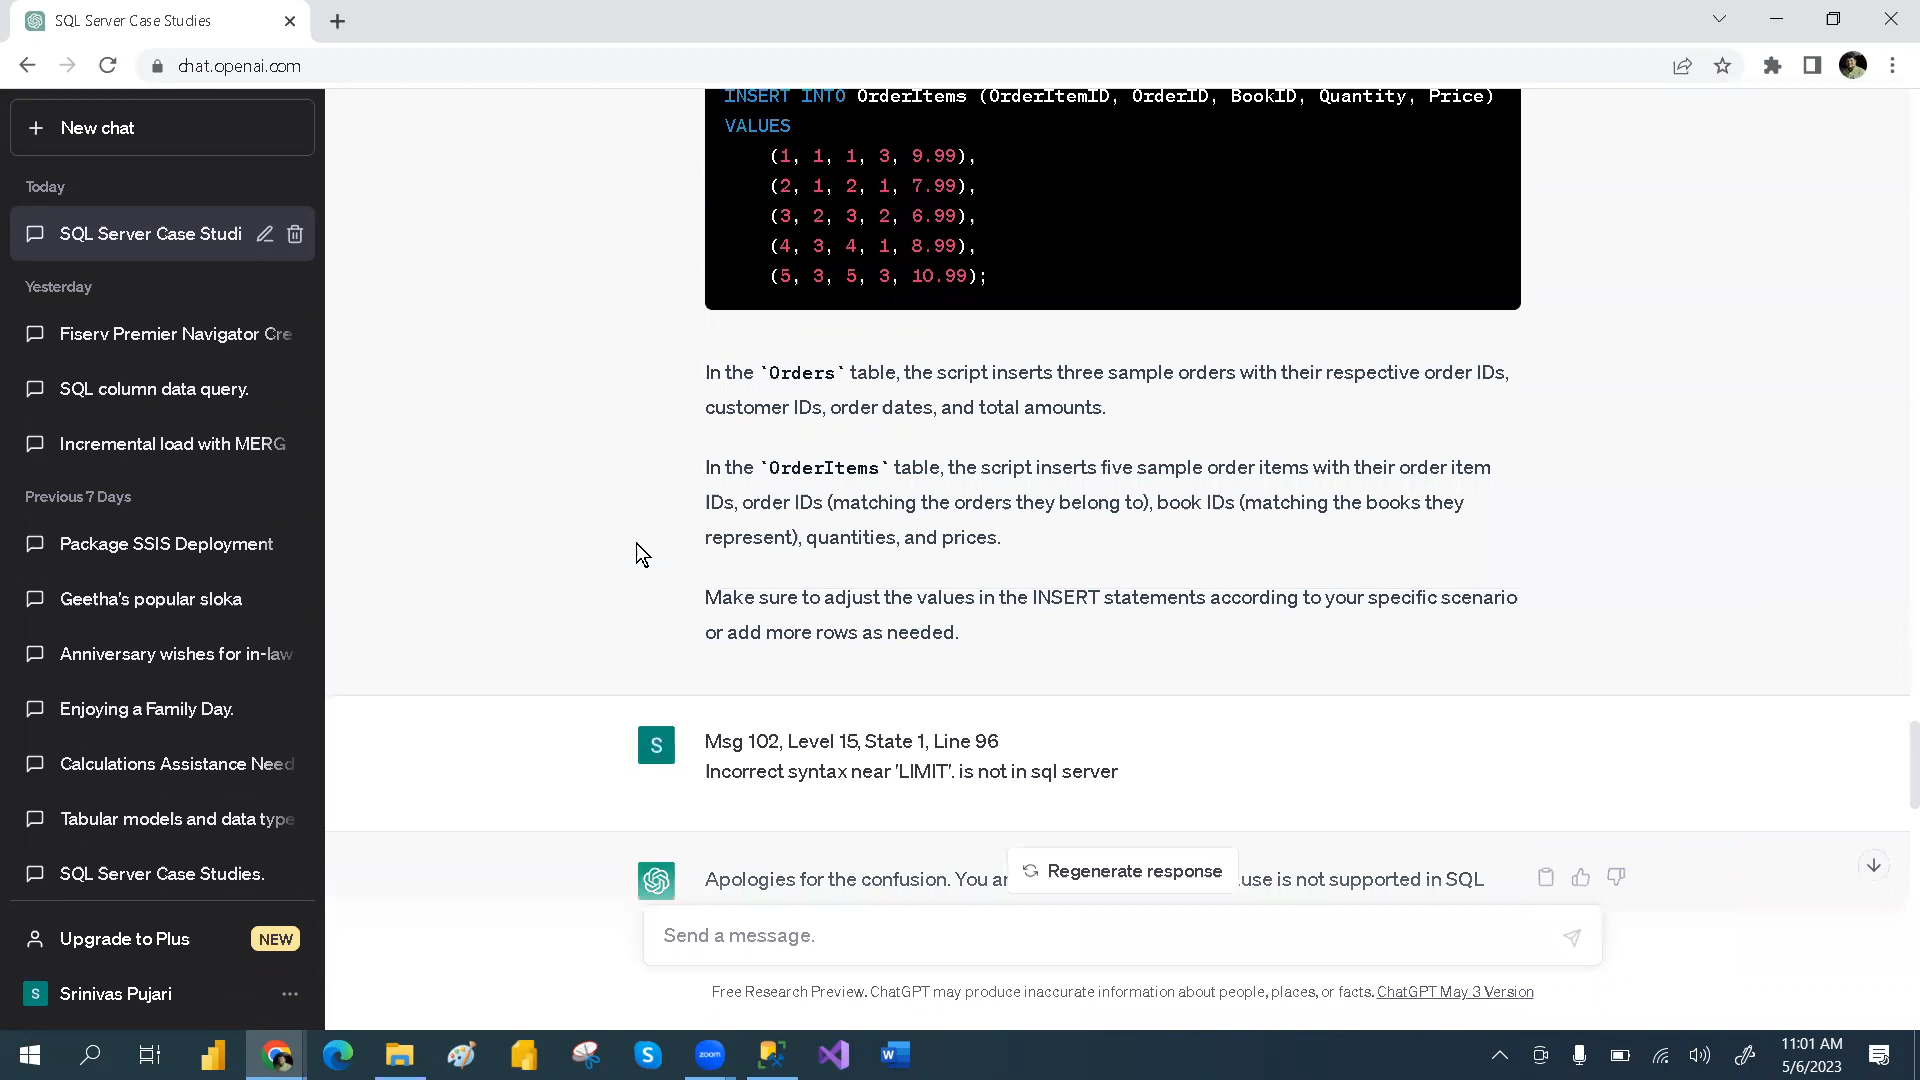 SQL Server Case Studies
chat.openai.com
New chat
Today
SQL Server Case Studi
Yesterday
Fiserv Premier Navigator Cre
SQL column data query.
Incremental load with MERG
Previous 7 Days
Package SSIS Deployment
Geetha's popular sloka
Anniversary wishes for in-law
Enjoying a Family Day.
Calculations Assistance Need
Tabular models and data type
SQL Server Case Studies.
Upgrade to Plus NEW
S Srinivas Pujari
INSERT INTO OrderItems (OrderItemID, OrderID, BookID, Quantity, Price)
VALUES
(1, 1, 1, 3, 9.99),
(2, 1, 2, 1, 7.99),
(3, 2, 3, 2, 6.99),
(4, 3, 4, 1, 8.99),
(5, 3, 5, 3, 10.99);
In the `Orders` table, the script inserts three sample orders with their respective order IDs,
customer IDs, order dates, and total amounts.
In the `OrderItems` table, the script inserts five sample order items with their order item
IDs, order IDs (matching the orders they belong to), book IDs (matching the books they
represent), quantities, and prices.
Make sure to adjust the values in the INSERT statements according to your specific scenario
or add more rows as needed.
S
Msg 102, Level 15, State 1, Line 96
Incorrect syntax near 'LIMIT'. is not in sql server
Apologies for the confusion. You ar
Regenerate response
use is not supported in SQL
Send a message.
Free Research Preview. ChatGPT may produce inaccurate information about people, places, or facts. ChatGPT May 3 Version
zoom
W
11:01 AM
5/6/2023